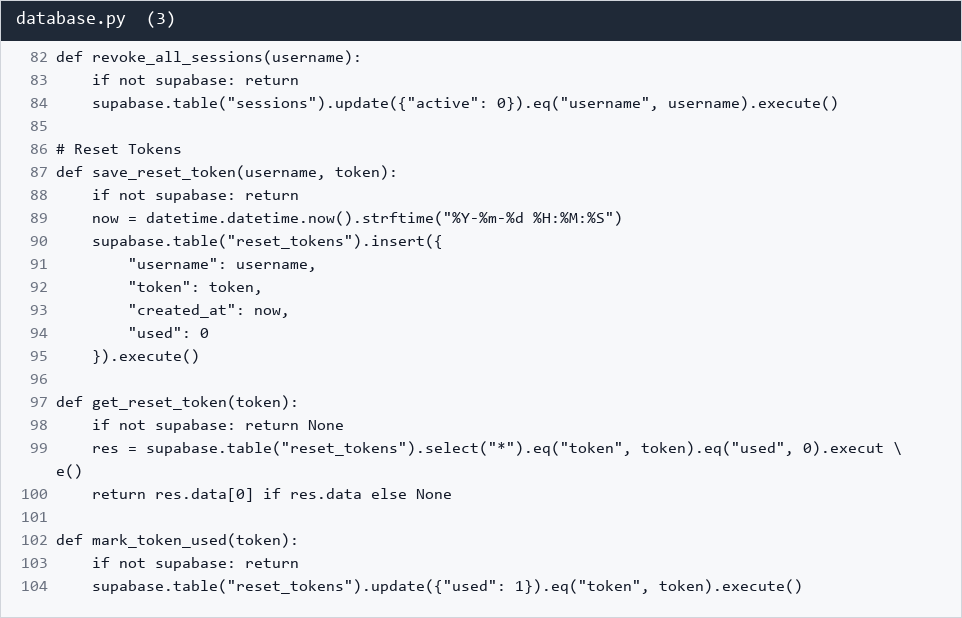 database.py  (3)
82 def revoke_all_sessions(username):
83     if not supabase: return
84     supabase.table("sessions").update({"active": 0}).eq("username", username).execute()
85
86 # Reset Tokens
87 def save_reset_token(username, token):
88     if not supabase: return
89     now = datetime.datetime.now().strftime("%Y-%m-%d %H:%M:%S")
90     supabase.table("reset_tokens").insert({
91         "username": username,
92         "token": token,
93         "created_at": now,
94         "used": 0
95     }).execute()
96
97 def get_reset_token(token):
98     if not supabase: return None
99     res = supabase.table("reset_tokens").select("*").eq("token", token).eq("used", 0).execut \
e()
100     return res.data[0] if res.data else None
101
102 def mark_token_used(token):
103     if not supabase: return
104     supabase.table("reset_tokens").update({"used": 1}).eq("token", token).execute()